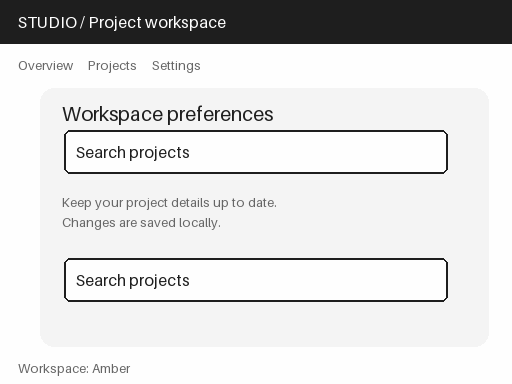 STUDIO / Project workspace
Overview Projects Settings
Workspace preferences
Search projects
Keep your project details up to date.
Changes are saved locally.
Search projects
Workspace: Amber